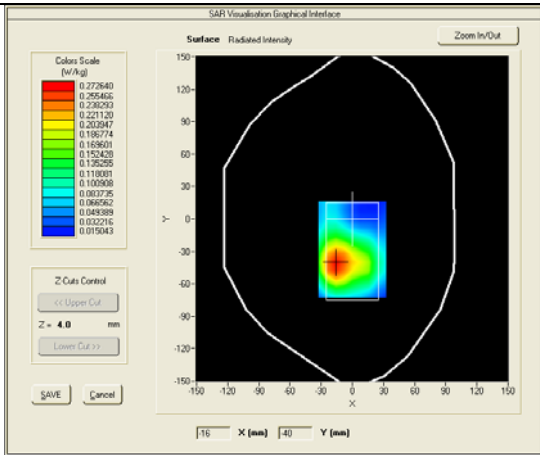 SAR Visualisation Graphical Interface
Surface Radiated Intensity
Zoom In/Out
Colors Scale
(W/kg)
0.272640
0.255466
0.238293
0.221120
0.203947
0.186774
0.169601
0.152428
0.135255
0.118081
0.100908
0.083735
0.066562
0.049389
0.032216
0.015043
150
120
90
60
30
0
-30
-60
-90
-120
-150
Y
-150 -120 -90 -60 -30 0 30 60 90 120 150
X
Z Cuts Control
<< Upper Cut
Z = 4.0 mm
Lower Cut >>
SAVE Cancel
-16 X (mm) -40 Y (mm)